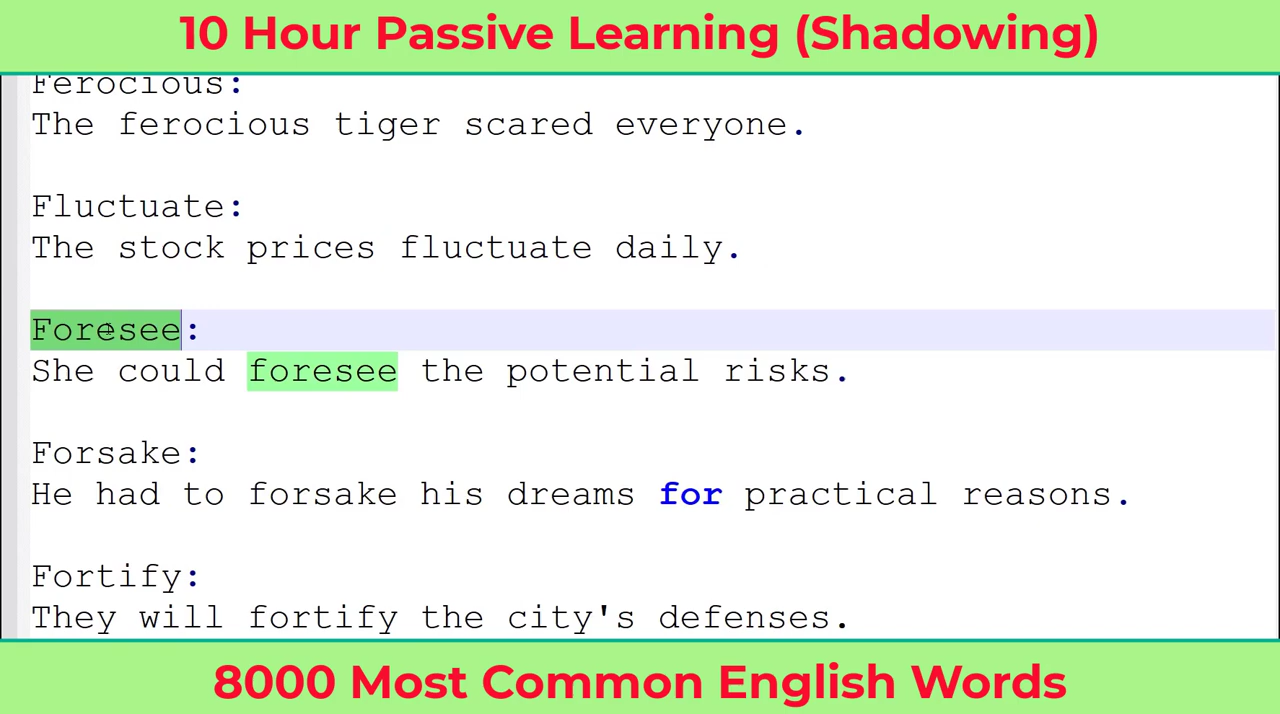 10 Hour Passive Learning (Shadowing)
Ferocious:
The ferocious tiger scared everyone.
Fluctuate:
The stock prices fluctuate daily.
Foresee:
She could foresee the potential risks.
Forsake:
He had to forsake his dreams for practical reasons.
Fortify:
They will fortify the city's defenses.
8000 Most Common English Words